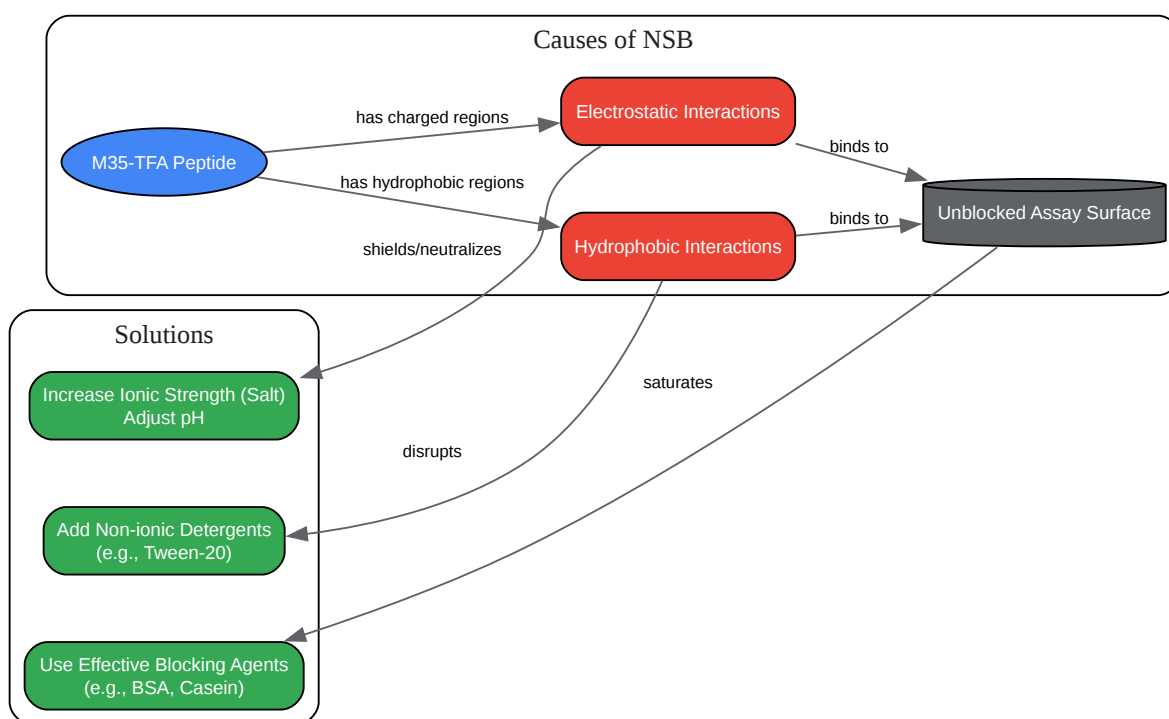 Causes of NSB
Electrostatic Interactions
has charged regions
M35-TFA Peptide
binds to
has hydrophobic regions
Unblocked Assay Surface
binds to
Hydrophobic Interactions
shields/neutralizes
Solutions
Increase Ionic Strength (Salt)
Adjust pH
saturates
disrupts
Add Non-ionic Detergents
(e.g., Tween-20)
Use Effective Blocking Agents
(e.g., BSA, Casein)